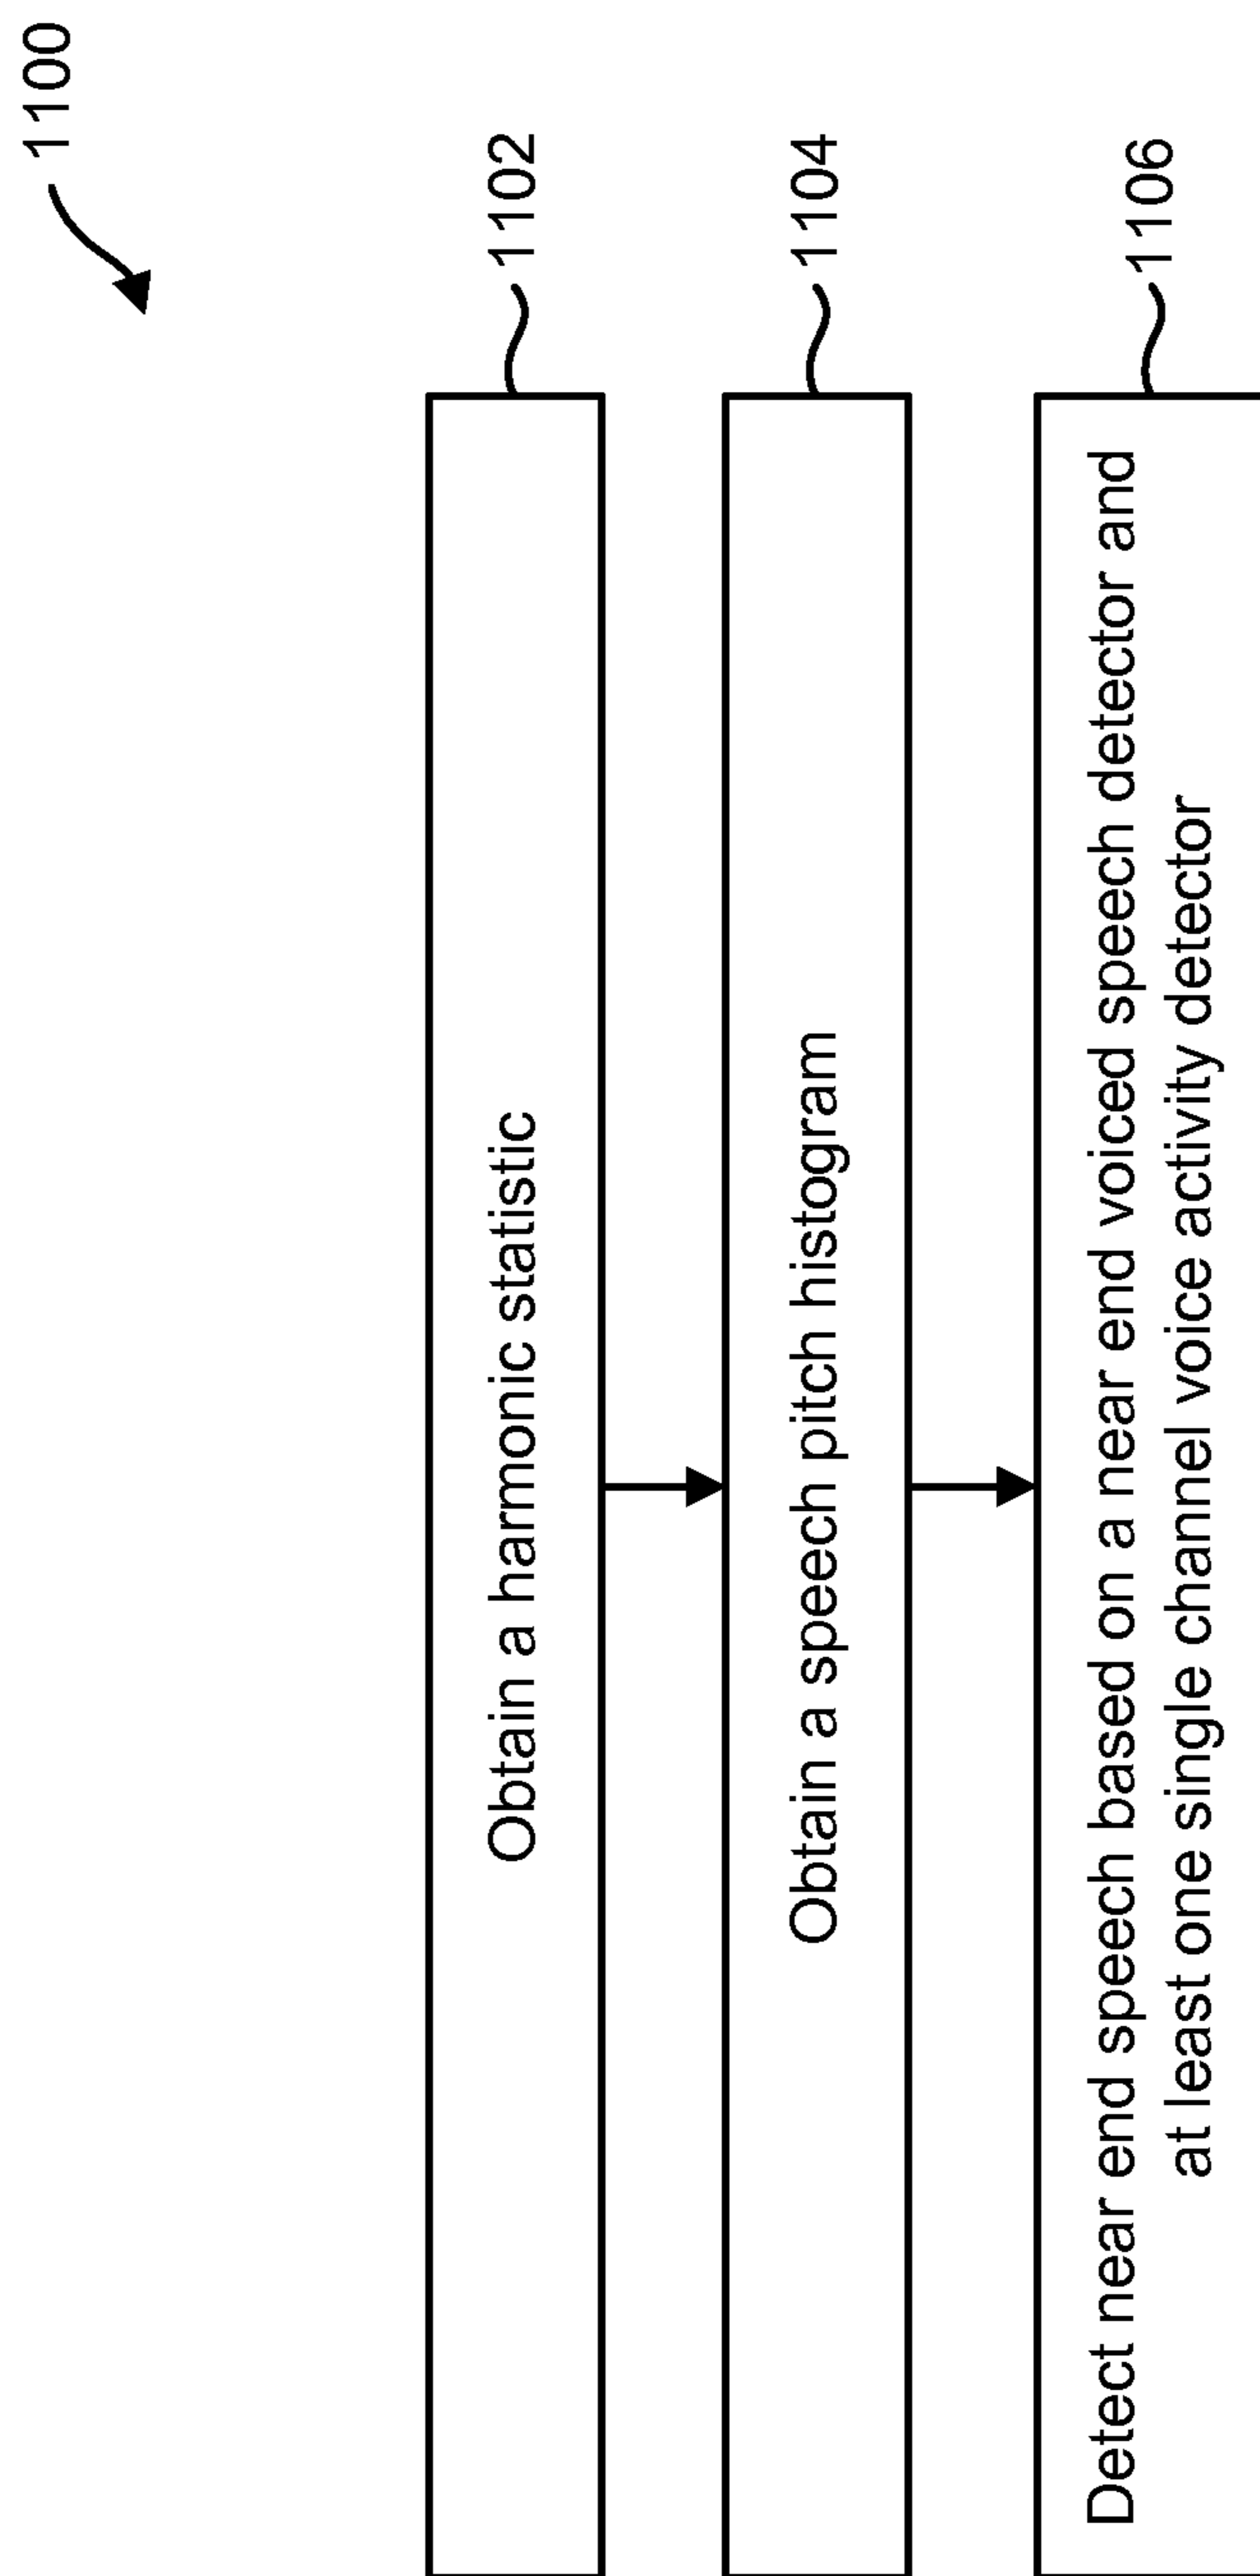 1100
Obtain a harmonic statistic
1102
Obtain a speech pitch histogram
1104
Detect near end speech based on a near end voiced speech detector and
at least one single channel voice activity detector
1106